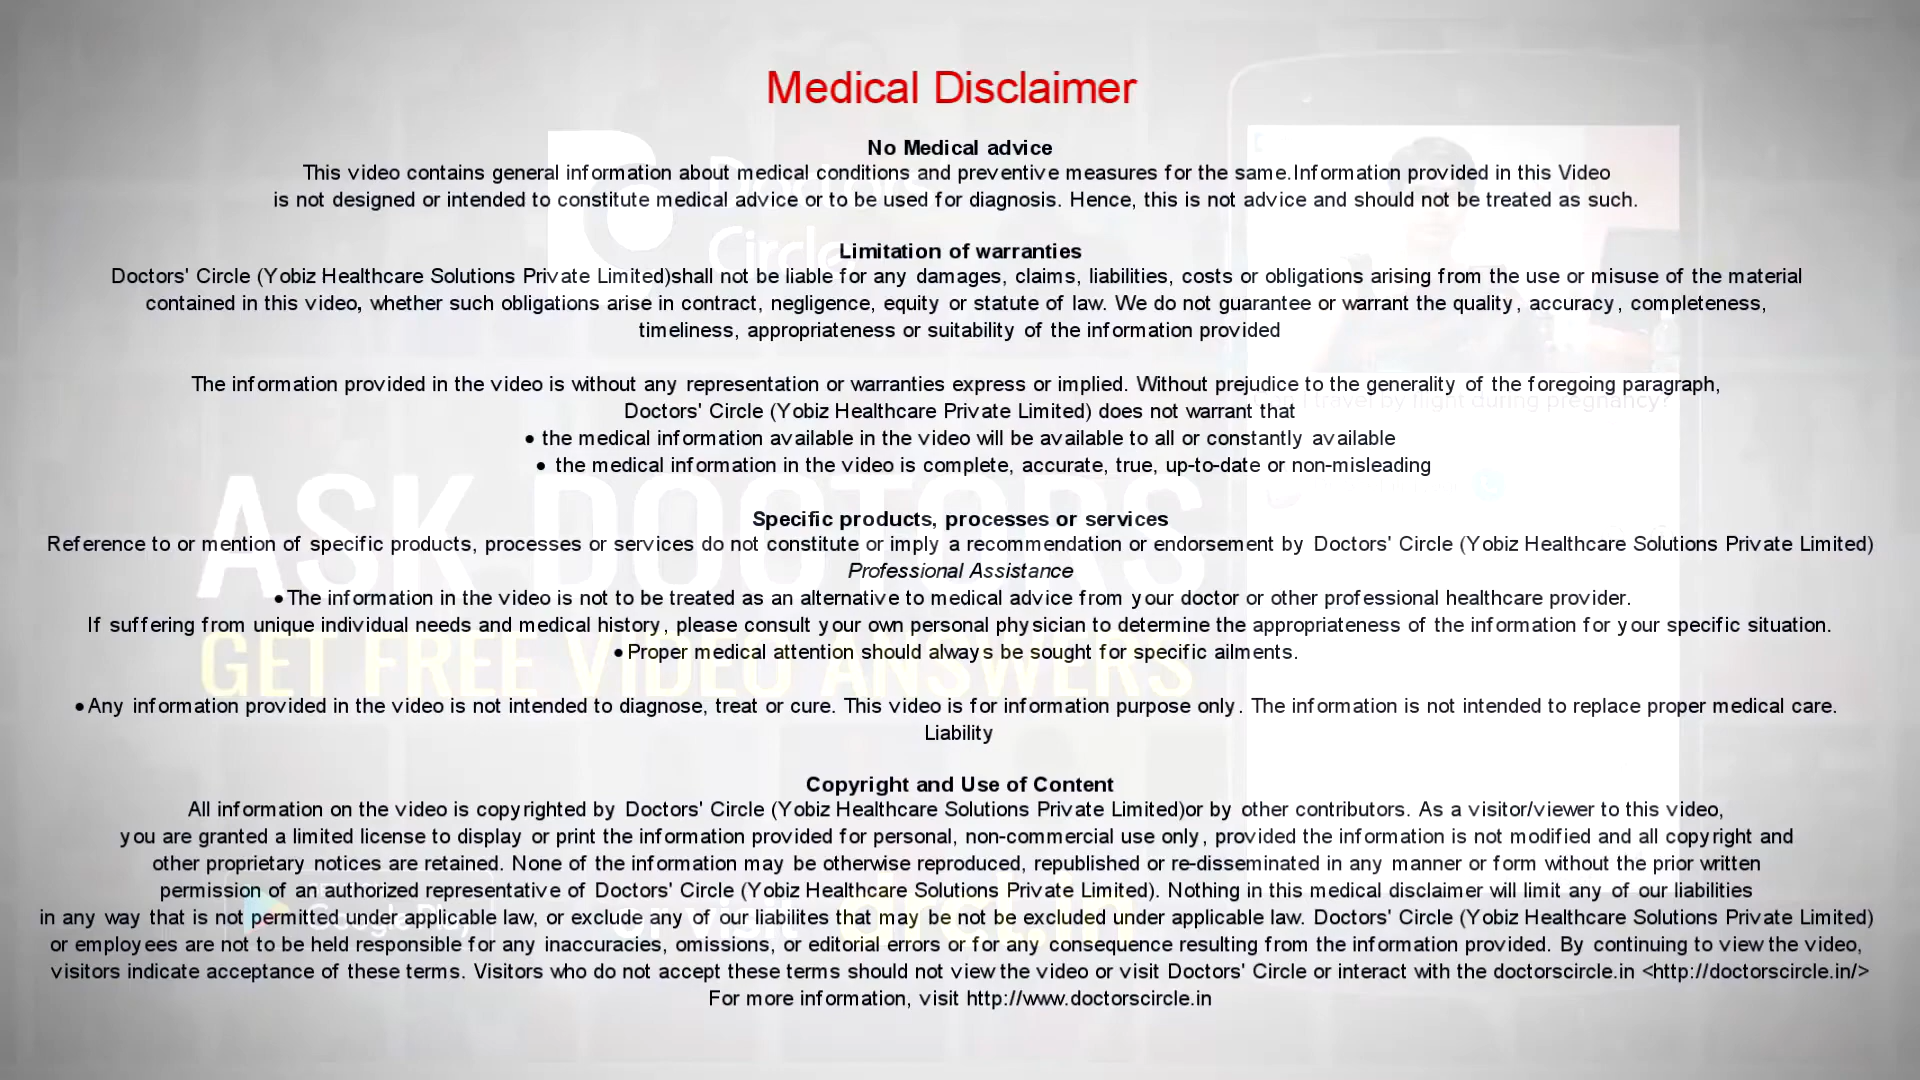 Medical Disclaimer
No Medical advice
This video contains general information about medical conditions and preventive measures for the same.Information provided in this Video
is not designed or intended to constitute medical advice or to be used for diagnosis. Hence, this is not advice and should not be treated as such.
Doctors'
Circle
Limitation of warranties
Doctors' Circle (Yobiz Healthcare Solutions Private Limited)shall not be liable for any damages, claims, liabilities, costs or obligations arising from the use or misuse of the material
contained in this video, whether such obligations arise in contract, negligence, equity or statute of law. We do not guarantee or warrant the quality, accuracy, completeness,
timeliness, appropriateness or suitability of the information provided
The information provided in the video is without any representation or warranties express or implied. Without prejudice to the generality of the foregoing paragraph,
Can I travel by flight during pregnancy?
Doctors' Circle (Yobiz Healthcare Private Limited) does not warrant that
• the medical information available in the video will be available to all or constantly available
• the medical information in the video is complete, accurate, true, up-to-date or non-misleading
ASK DOCTORS
Specific products, processes or services
Reference to or mention of specific products, processes or services do not constitute or imply a recommendation or endorsement by Doctors' Circle (Yobiz Healthcare Solutions Private Limited)
Professional Assistance
•The information in the video is not to be treated as an alternative to medical advice from your doctor or other professional healthcare provider.
If suffering from unique individual needs and medical history, please consult your own personal physician to determine the appropriateness of the information for your specific situation.
GET FREE VIDEO ANSWERS
•Proper medical attention should always be sought for specific ailments.
•Any information provided in the video is not intended to diagnose, treat or cure. This video is for information purpose only. The information is not intended to replace proper medical care.
Liability
Copyright and Use of Content
All information on the video is copyrighted by Doctors' Circle (Yobiz Healthcare Solutions Private Limited)or by other contributors. As a visitor/viewer to this video,
you are granted a limited license to display or print the information provided for personal, non-commercial use only, provided the information is not modified and all copyright and
other proprietary notices are retained. None of the information may be otherwise reproduced, republished or re-disseminated in any manner or form without the prior written
permission of an authorized representative of Doctors' Circle (Yobiz Healthcare Solutions Private Limited). Nothing in this medical disclaimer will limit any of our liabilities
Google Play
or visit drct.in
in any way that is not permitted under applicable law, or exclude any of our liabilites that may be not be excluded under applicable law. Doctors' Circle (Yobiz Healthcare Solutions Private Limited)
or employees are not to be held responsible for any inaccuracies, omissions, or editorial errors or for any consequence resulting from the information provided. By continuing to view the video,
visitors indicate acceptance of these terms. Visitors who do not accept these terms should not view the video or visit Doctors' Circle or interact with the doctorscircle.in <http://doctorscircle.in/>
For more information, visit http://www.doctorscircle.in